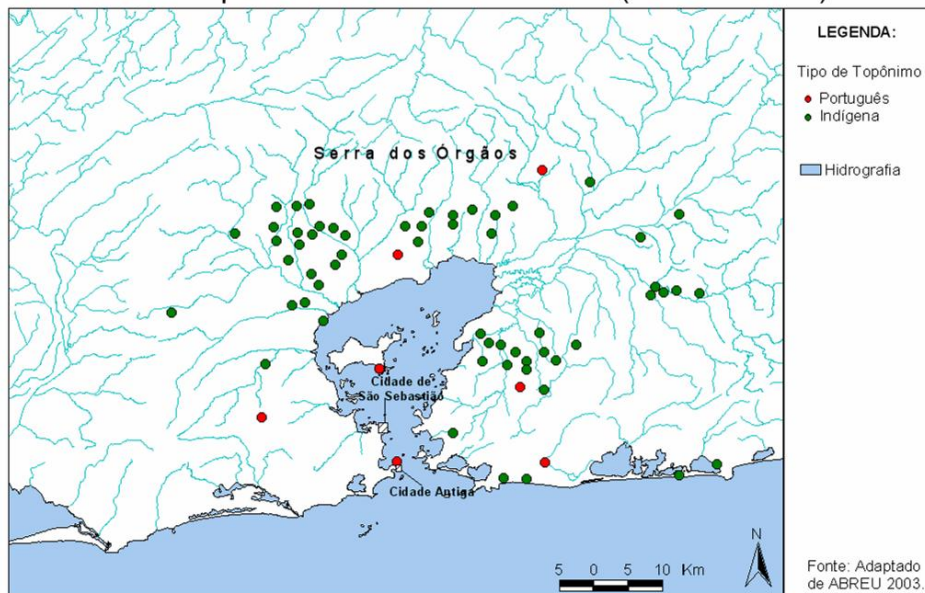 Serra dos Órgãos
Cidade de
São Sebastião
Cidade Antiga
5 0 5 10 Km
N
LEGENDA:
Tipo de Topônimo
Português
Indígena
Hidrografia
Fonte: Adaptado
de ABREU 2003.